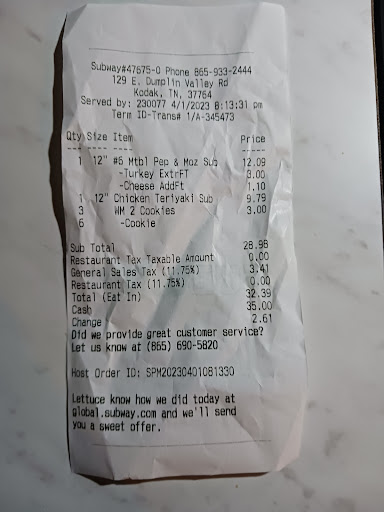 Subway#47675-0 Phone 865-933-2444
129 E. Dumplin Valley Rd
Kodak, TN, 37764
Served by: 230077 4/1/2023 8:13:31 pm
Term ID-Trans# 1/A-345473
Qty Size Item Price
1 12" #6 Mtbl Pep & Moz Sub 12.09
-Turkey ExtrFT 3.00
-Cheese AddFt 1.10
1 12" Chicken Teriyaki Sub 9.79
3 WM 2 Cookies 3.00
6 -Cookie
Sub Total 28.98
Restaurant Tax Taxable Amount 0.00
General Sales Tax (11.75%) 3.41
Restaurant Tax (11.75%) 0.00
Total (Eat In) 32.39
Cash 35.00
Change 2.61
Did we provide great customer service?
Let us know at (865) 690-5820
Host Order ID: SPM20230401081330
Lettuce know how we did today at
global.subway.com and we'll send
you a sweet offer.